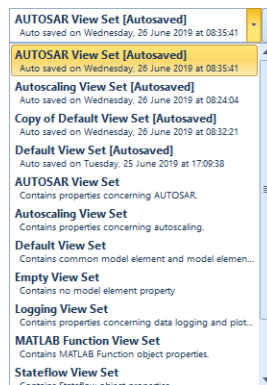 AUTOSAR View Set [Autosaved]
Auto saved on Wednesday, 26 June 2019 at 08:35:41
AUTOSAR View Set [Autosaved]
Auto saved on Wednesday, 26 June 2019 at 08:35:41
Autoscaling View Set [Autosaved]
Auto saved on Wednesday, 26 June 2019 at 08:24:04
Copy of Default View Set [Autosaved]
Auto saved on Wednesday, 26 June 2019 at 08:32:21
Default View Set [Autosaved]
Auto saved on Tuesday, 25 June 2019 at 17:09:38
AUTOSAR View Set
Contains properties concerning AUTOSAR.
Autoscaling View Set
Contains properties concerning autoscaling.
Default View Set
Contains common model element and model elemen...
Empty View Set
Contains no model element property
Logging View Set
Contains properties concerning data logging and plot...
MATLAB Function View Set
Contains MATLAB Function object properties.
Stateflow View Set
Contains Stateflow object properties